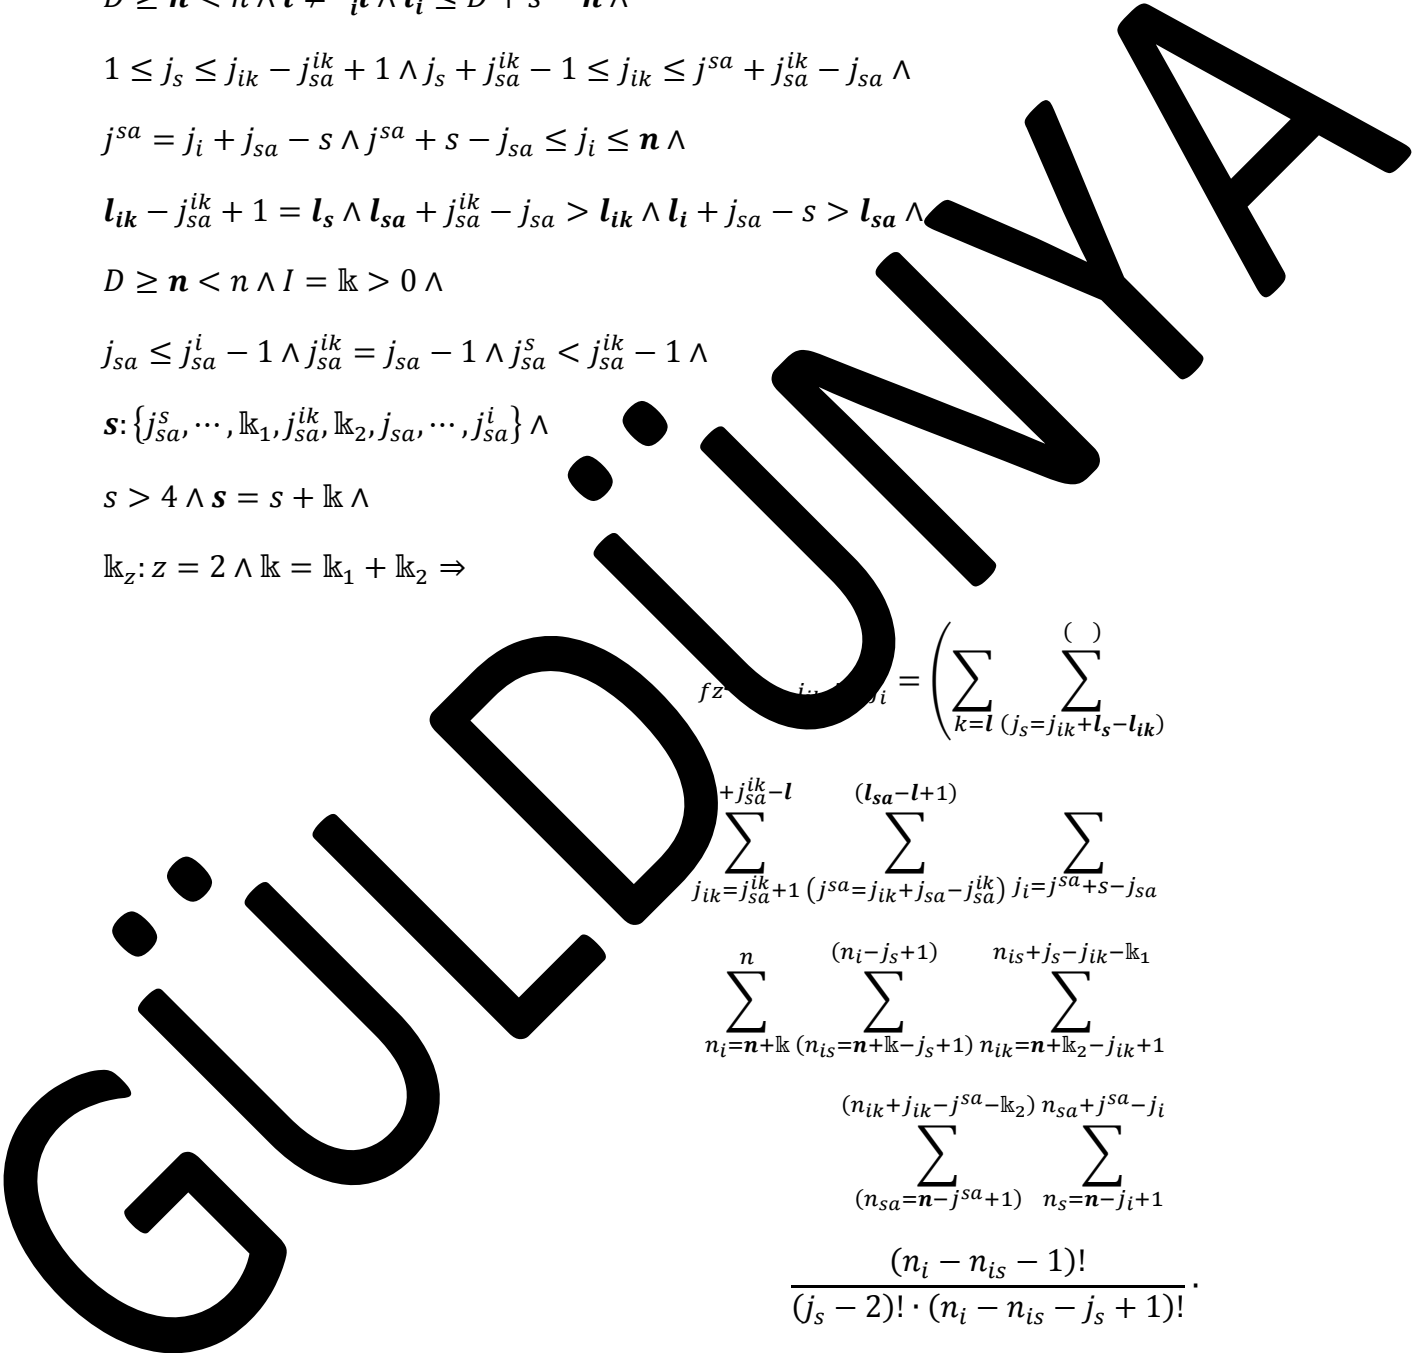 1 ≤ j_s ≤ j_{ik} − j_{sa}^{ik} + 1 ∧ j_s + j_{sa}^{ik} − 1 ≤ j_{ik} ≤ j^{sa} + j_{sa}^{ik} − j_{sa} ∧
j^{sa} = j_i + j_{sa} − s ∧ j^{sa} + s − j_{sa} ≤ j_i ≤ n ∧
l_{ik} − j_{sa}^{ik} + 1 = l_s ∧ l_{sa} + j_{sa}^{ik} − j_{sa} > l_{ik} ∧ l_i + j_{sa} − s > l_{sa} ∧
D ≥ n < n ∧ I = 𝕜 > 0 ∧
j_{sa} ≤ j_{sa}^{i} − 1 ∧ j_{sa}^{ik} = j_{sa} − 1 ∧ j_{sa}^{s} < j_{sa}^{ik} − 1 ∧
s: {j_{sa}^{s}, ⋯ , 𝕜_1, j_{sa}^{ik}, 𝕜_2, j_{sa}, ⋯ , j_{sa}^{i}} ∧
s > 4 ∧ s = s + 𝕜 ∧
𝕜_z: z = 2 ∧ 𝕜 = 𝕜_1 + 𝕜_2 ⇒
= ( ∑_{k=l} ∑_{(j_s=j_{ik}+l_s−l_{ik})}^{( )}
∑_{j_{ik}=j_{sa}^{ik}+1}^{+j_{sa}^{ik}−l} ∑_{(j^{sa}=j_{ik}+j_{sa}−j_{sa}^{ik})}^{(l_{sa}−l+1)} ∑_{j_i=j^{sa}+s−j_{sa}}
∑_{n_i=n+𝕜}^{n} ∑_{(n_{is}=n+𝕜−j_s+1)}^{(n_i−j_s+1)} ∑_{n_{ik}=n+𝕜_2−j_{ik}+1}^{n_{is}+j_s−j_{ik}−𝕜_1}
∑_{(n_{sa}=n−j^{sa}+1)}^{(n_{ik}+j_{ik}−j^{sa}−𝕜_2)} ∑_{n_s=n−j_i+1}^{n_{sa}+j^{sa}−j_i}
(n_i − n_{is} − 1)!
(j_s − 2)! · (n_i − n_{is} − j_s + 1)! ·
GÜLDÜNYA